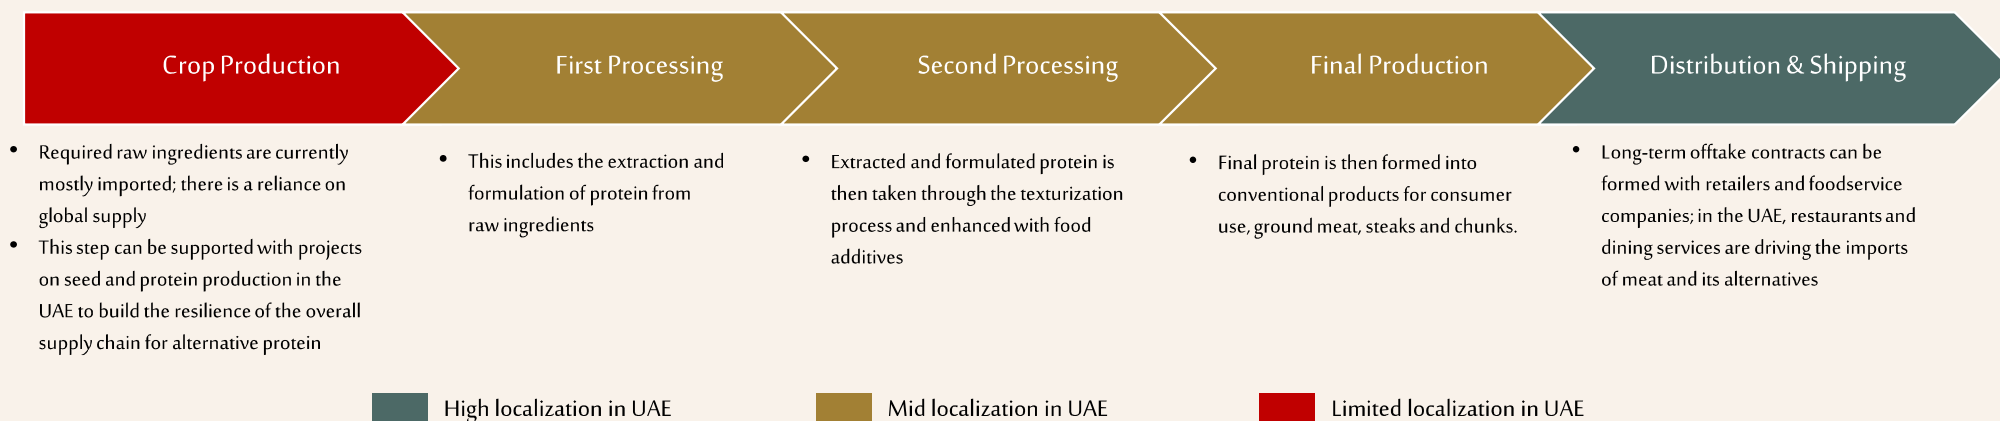 Crop Production
First Processing
Second Processing
Final Production
Distribution & Shipping
• Required raw ingredients are currently
mostly imported; there is a reliance on
global supply
• This step can be supported with projects
on seed and protein production in the
UAE to build the resilience of the overall
supply chain for alternative protein
• This includes the extraction and
formulation of protein from
raw ingredients
• Extracted and formulated protein is
then taken through the texturization
process and enhanced with food
additives
• Final protein is then formed into
conventional products for consumer
use, ground meat, steaks and chunks.
• Long-term offtake contracts can be
formed with retailers and foodservice
companies; in the UAE, restaurants and
dining services are driving the imports
of meat and its alternatives
High localization in UAE
Mid localization in UAE
Limited localization in UAE